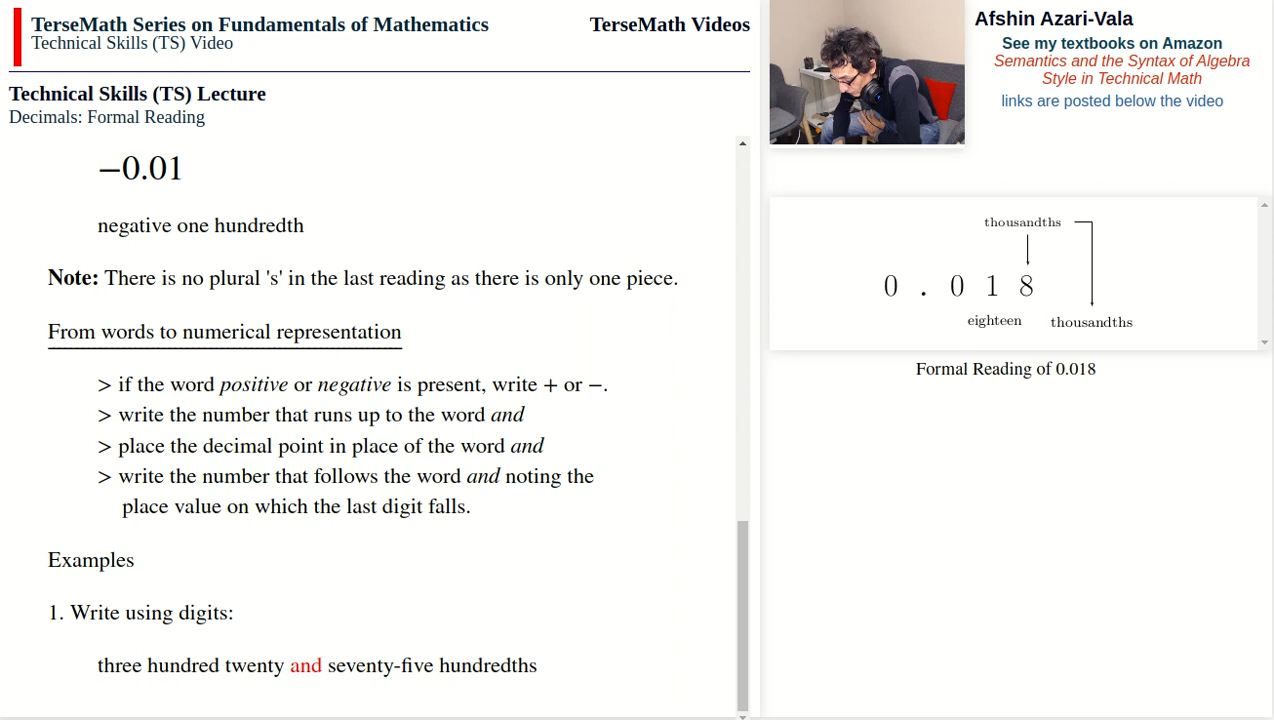 TerseMath Series on Fundamentals of Mathematics
Technical Skills (TS) Video
TerseMath Videos
Technical Skills (TS) Lecture
Decimals: Formal Reading
−0.01
negative one hundredth
Note: There is no plural 's' in the last reading as there is only one piece.
From words to numerical representation
> if the word positive or negative is present, write + or −.
> write the number that runs up to the word and
> place the decimal point in place of the word and
> write the number that follows the word and noting the
place value on which the last digit falls.
Examples
1. Write using digits:
three hundred twenty and seventy-five hundredths
Afshin Azari-Vala
See my textbooks on Amazon
Semantics and the Syntax of Algebra
Style in Technical Math
links are posted below the video
thousandths
0 . 0 1 8
eighteen thousandths
Formal Reading of 0.018